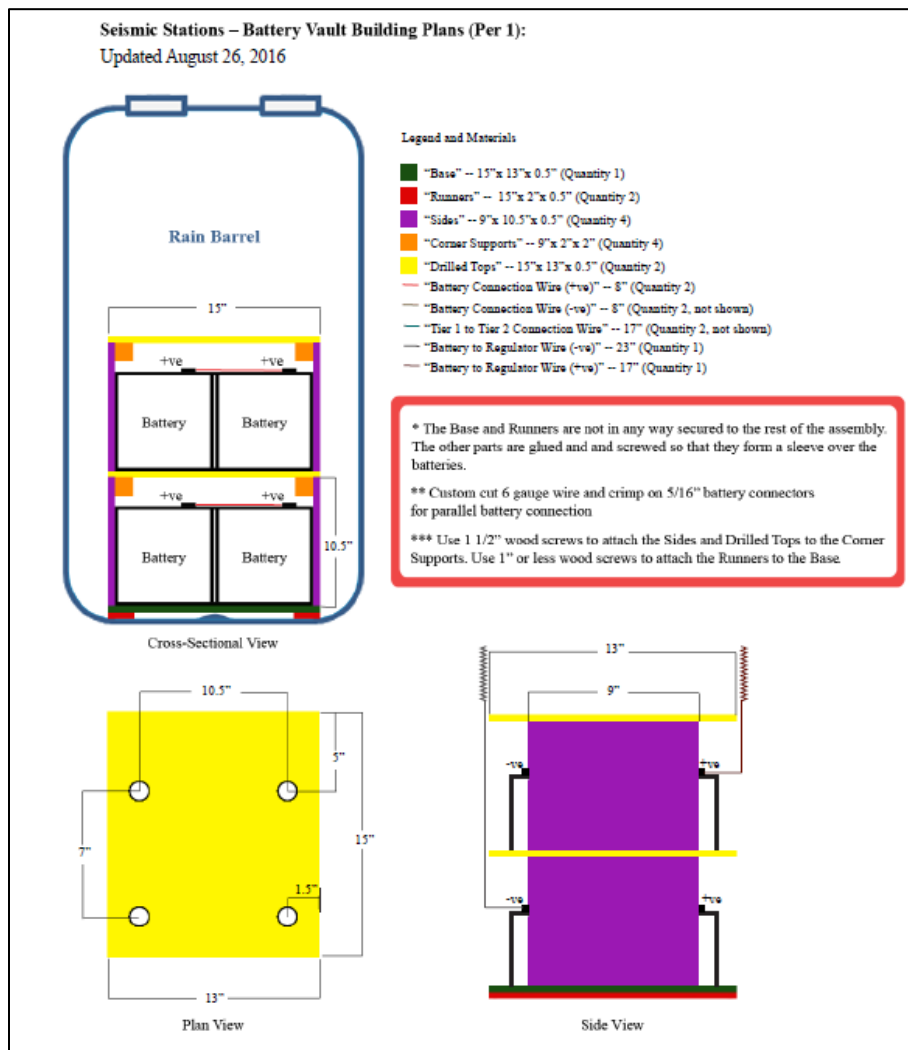 Seismic Stations – Battery Vault Building Plans (Per 1):
Updated August 26, 2016
Rain Barrel
Legend and Materials
“Base” -- 15”x 13”x 0.5” (Quantity 1)
“Runners” -- 15”x 2”x 0.5” (Quantity 2)
“Sides” -- 9”x 10.5”x 0.5” (Quantity 4)
“Corner Supports” -- 9”x 2”x 2” (Quantity 4)
“Drilled Tops” -- 15”x 13”x 0.5” (Quantity 2)
“Battery Connection Wire (+ve)” -- 8” (Quantity 2)
“Battery Connection Wire (-ve)” -- 8” (Quantity 2, not shown)
“Tier 1 to Tier 2 Connection Wire” -- 17” (Quantity 2, not shown)
“Battery to Regulator Wire (-ve)” -- 23” (Quantity 1)
“Battery to Regulator Wire (+ve)” -- 17” (Quantity 1)
15”
+ve +ve
Battery Battery
+ve +ve
10.5”
Battery Battery
Cross-Sectional View
* The Base and Runners are not in any way secured to the rest of the assembly.
The other parts are glued and and screwed so that they form a sleeve over the
batteries.
** Custom cut 6 gauge wire and crimp on 5/16” battery connectors
for parallel battery connection
*** Use 1 1/2” wood screws to attach the Sides and Drilled Tops to the Corner
Supports. Use 1” or less wood screws to attach the Runners to the Base.
10.5”
5”
7”
15”
1.5”
13”
Plan View
13”
9”
-ve +ve
-ve +ve
Side View